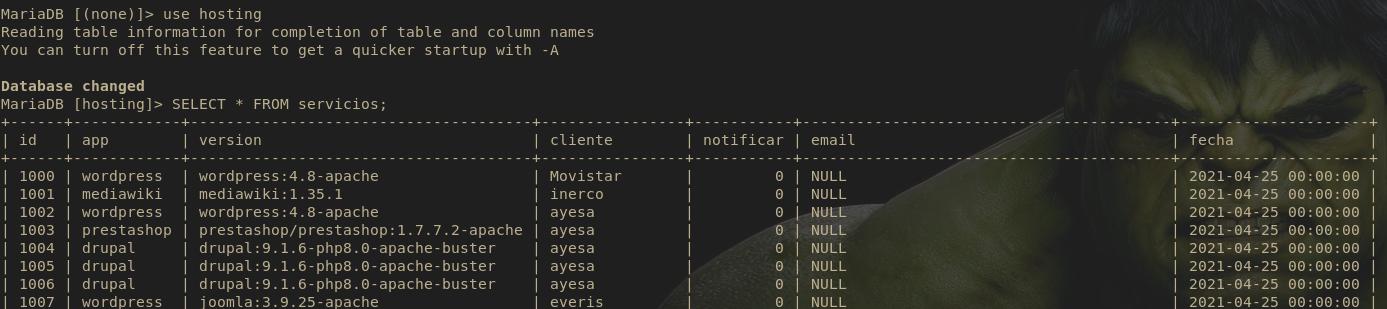 MariaDB [(none)]> use hosting
Reading table information for completion of table and column names
You can turn off this feature to get a quicker startup with -A
Database changed
MariaDB [hosting]> SELECT * FROM servicios;
+------+------------+-------------------------------------+----------------+-----------+-----------------------------------------+---------------------+
| id   | app        | version                             | cliente        | notificar | email                                   | fecha               |
+------+------------+-------------------------------------+----------------+-----------+-----------------------------------------+---------------------+
| 1000 | wordpress  | wordpress:4.8-apache                | Movistar       |         0 | NULL                                    | 2021-04-25 00:00:00 |
| 1001 | mediawiki  | mediawiki:1.35.1                    | inerco         |         0 | NULL                                    | 2021-04-25 00:00:00 |
| 1002 | wordpress  | wordpress:4.8-apache                | ayesa          |         0 | NULL                                    | 2021-04-25 00:00:00 |
| 1003 | prestashop | prestashop/prestashop:1.7.7.2-apache | ayesa          |         0 | NULL                                    | 2021-04-25 00:00:00 |
| 1004 | drupal     | drupal:9.1.6-php8.0-apache-buster   | ayesa          |         0 | NULL                                    | 2021-04-25 00:00:00 |
| 1005 | drupal     | drupal:9.1.6-php8.0-apache-buster   | ayesa          |         0 | NULL                                    | 2021-04-25 00:00:00 |
| 1006 | drupal     | drupal:9.1.6-php8.0-apache-buster   | ayesa          |         0 | NULL                                    | 2021-04-25 00:00:00 |
| 1007 | wordpress  | joomla:3.9.25-apache                | everis         |         0 | NULL                                    | 2021-04-25 00:00:00 |